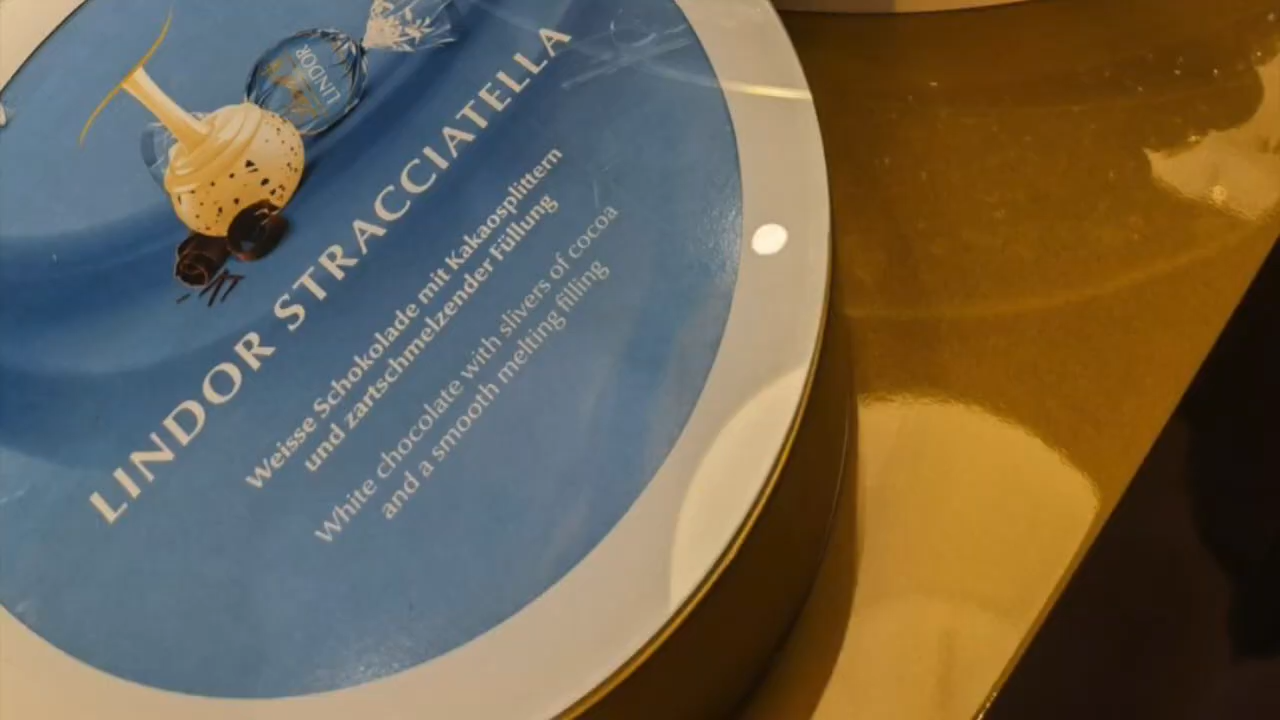 LINDOR
LINDOR STRACCIATELLA
Weisse Schokolade mit Kakaosplittern
und zartschmelzender Füllung
White chocolate with slivers of cocoa
and a smooth melting filling